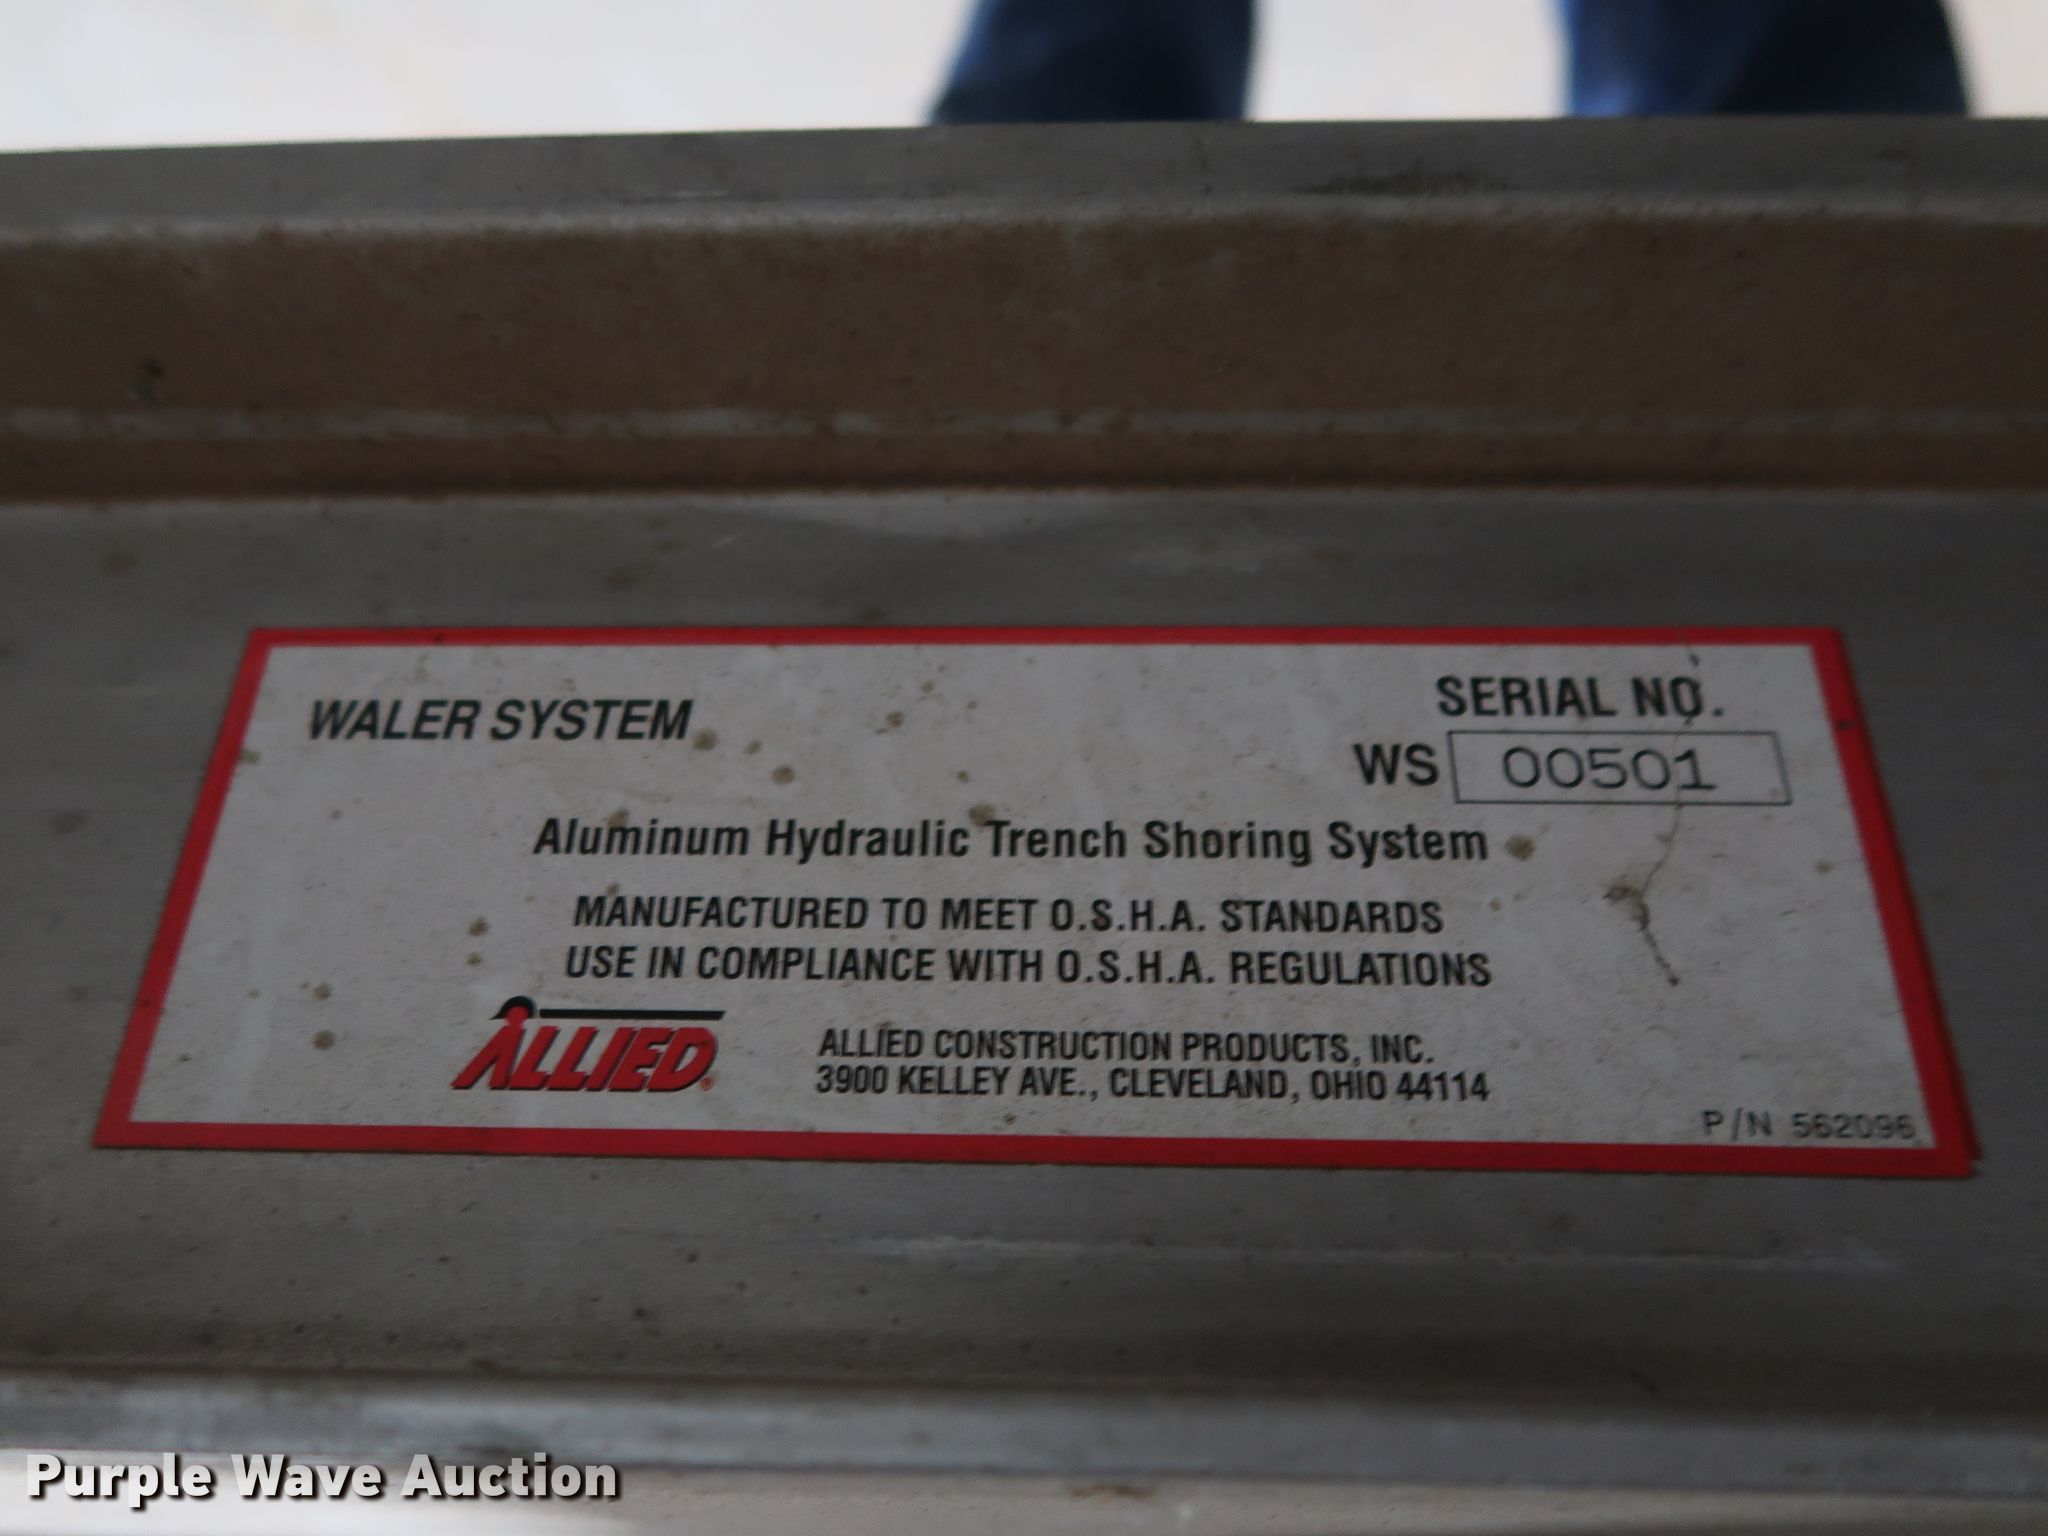 WALER SYSTEM
SERIAL NO.
WS 00501
Aluminum Hydraulic Trench Shoring System
MANUFACTURED TO MEET O.S.H.A. STANDARDS
USE IN COMPLIANCE WITH O.S.H.A. REGULATIONS
ALLIED®
ALLIED CONSTRUCTION PRODUCTS, INC.
3900 KELLEY AVE., CLEVELAND, OHIO 44114
P/N 562096
Purple Wave Auction